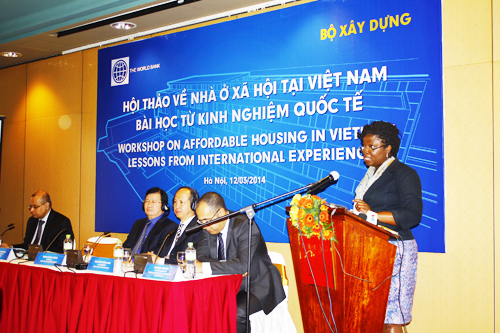 THE WORLD BANK
BỘ XÂY DỰNG
HỘI THẢO VỀ NHÀ Ở XÃ HỘI TẠI VIỆT NAM
BÀI HỌC TỪ KINH NGHIỆM QUỐC TẾ
WORKSHOP ON AFFORDABLE HOUSING IN VIET
LESSONS FROM INTERNATIONAL EXPERIENC
Hà Nội, 12/05/2014